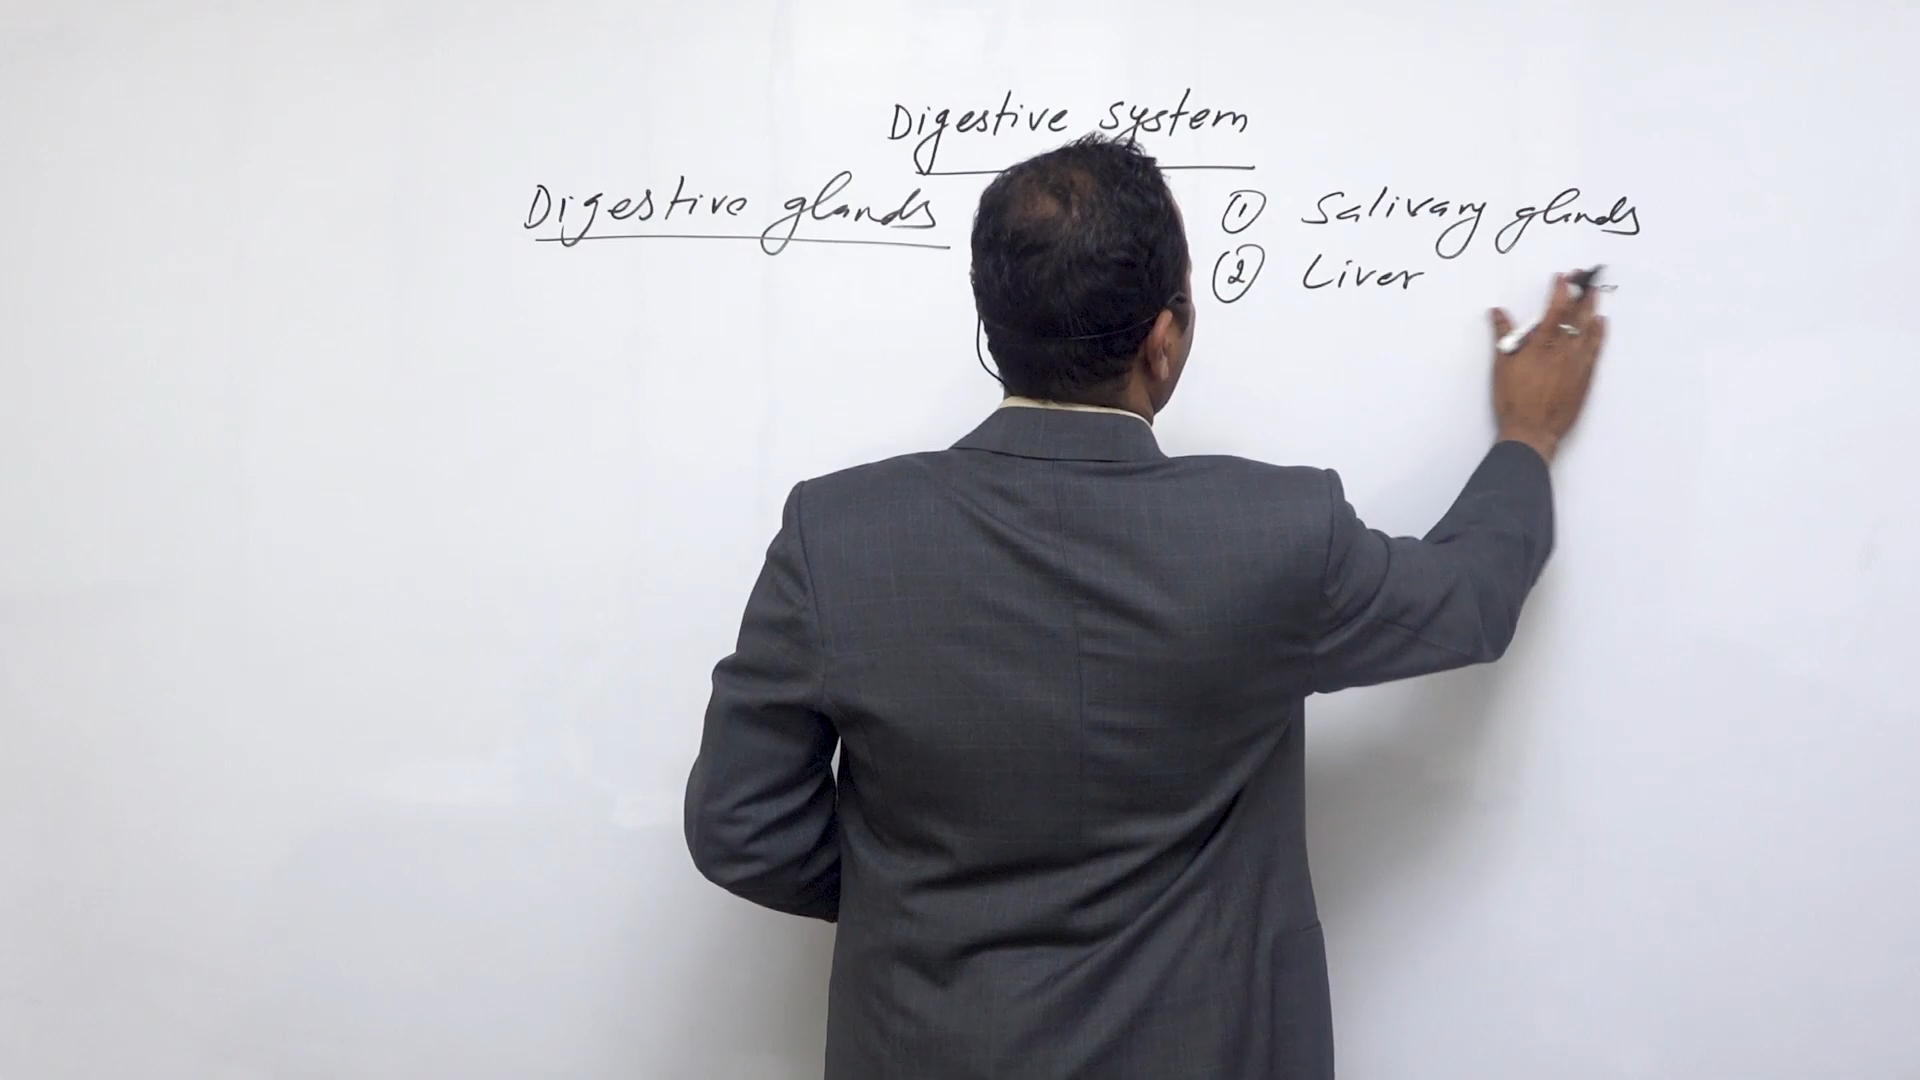 Digestive system
Digestive glands
① Salivary glands
② Liver